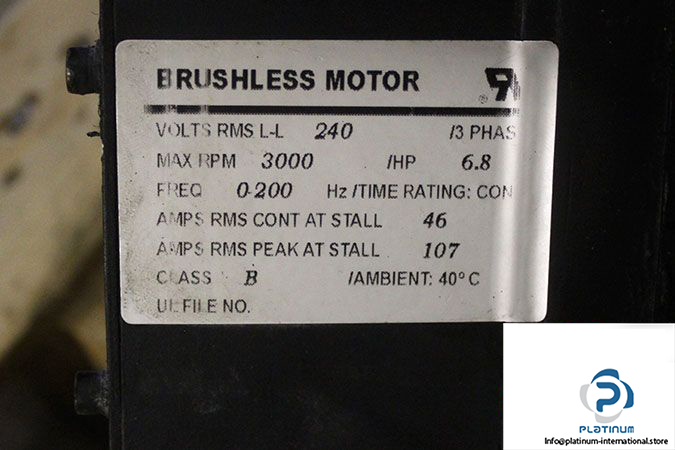 BRUSHLESS MOTOR
®
VOLTS RMS L-L 240 /3 PHAS
MAX RPM 3000 /HP 6.8
FREQ 0-200 Hz /TIME RATING: CON
AMPS RMS CONT AT STALL 46
AMPS RMS PEAK AT STALL 107
CLASS B /AMBIENT: 40° C
UL FILE NO.
PLATINUM
Info@platinum-international.store